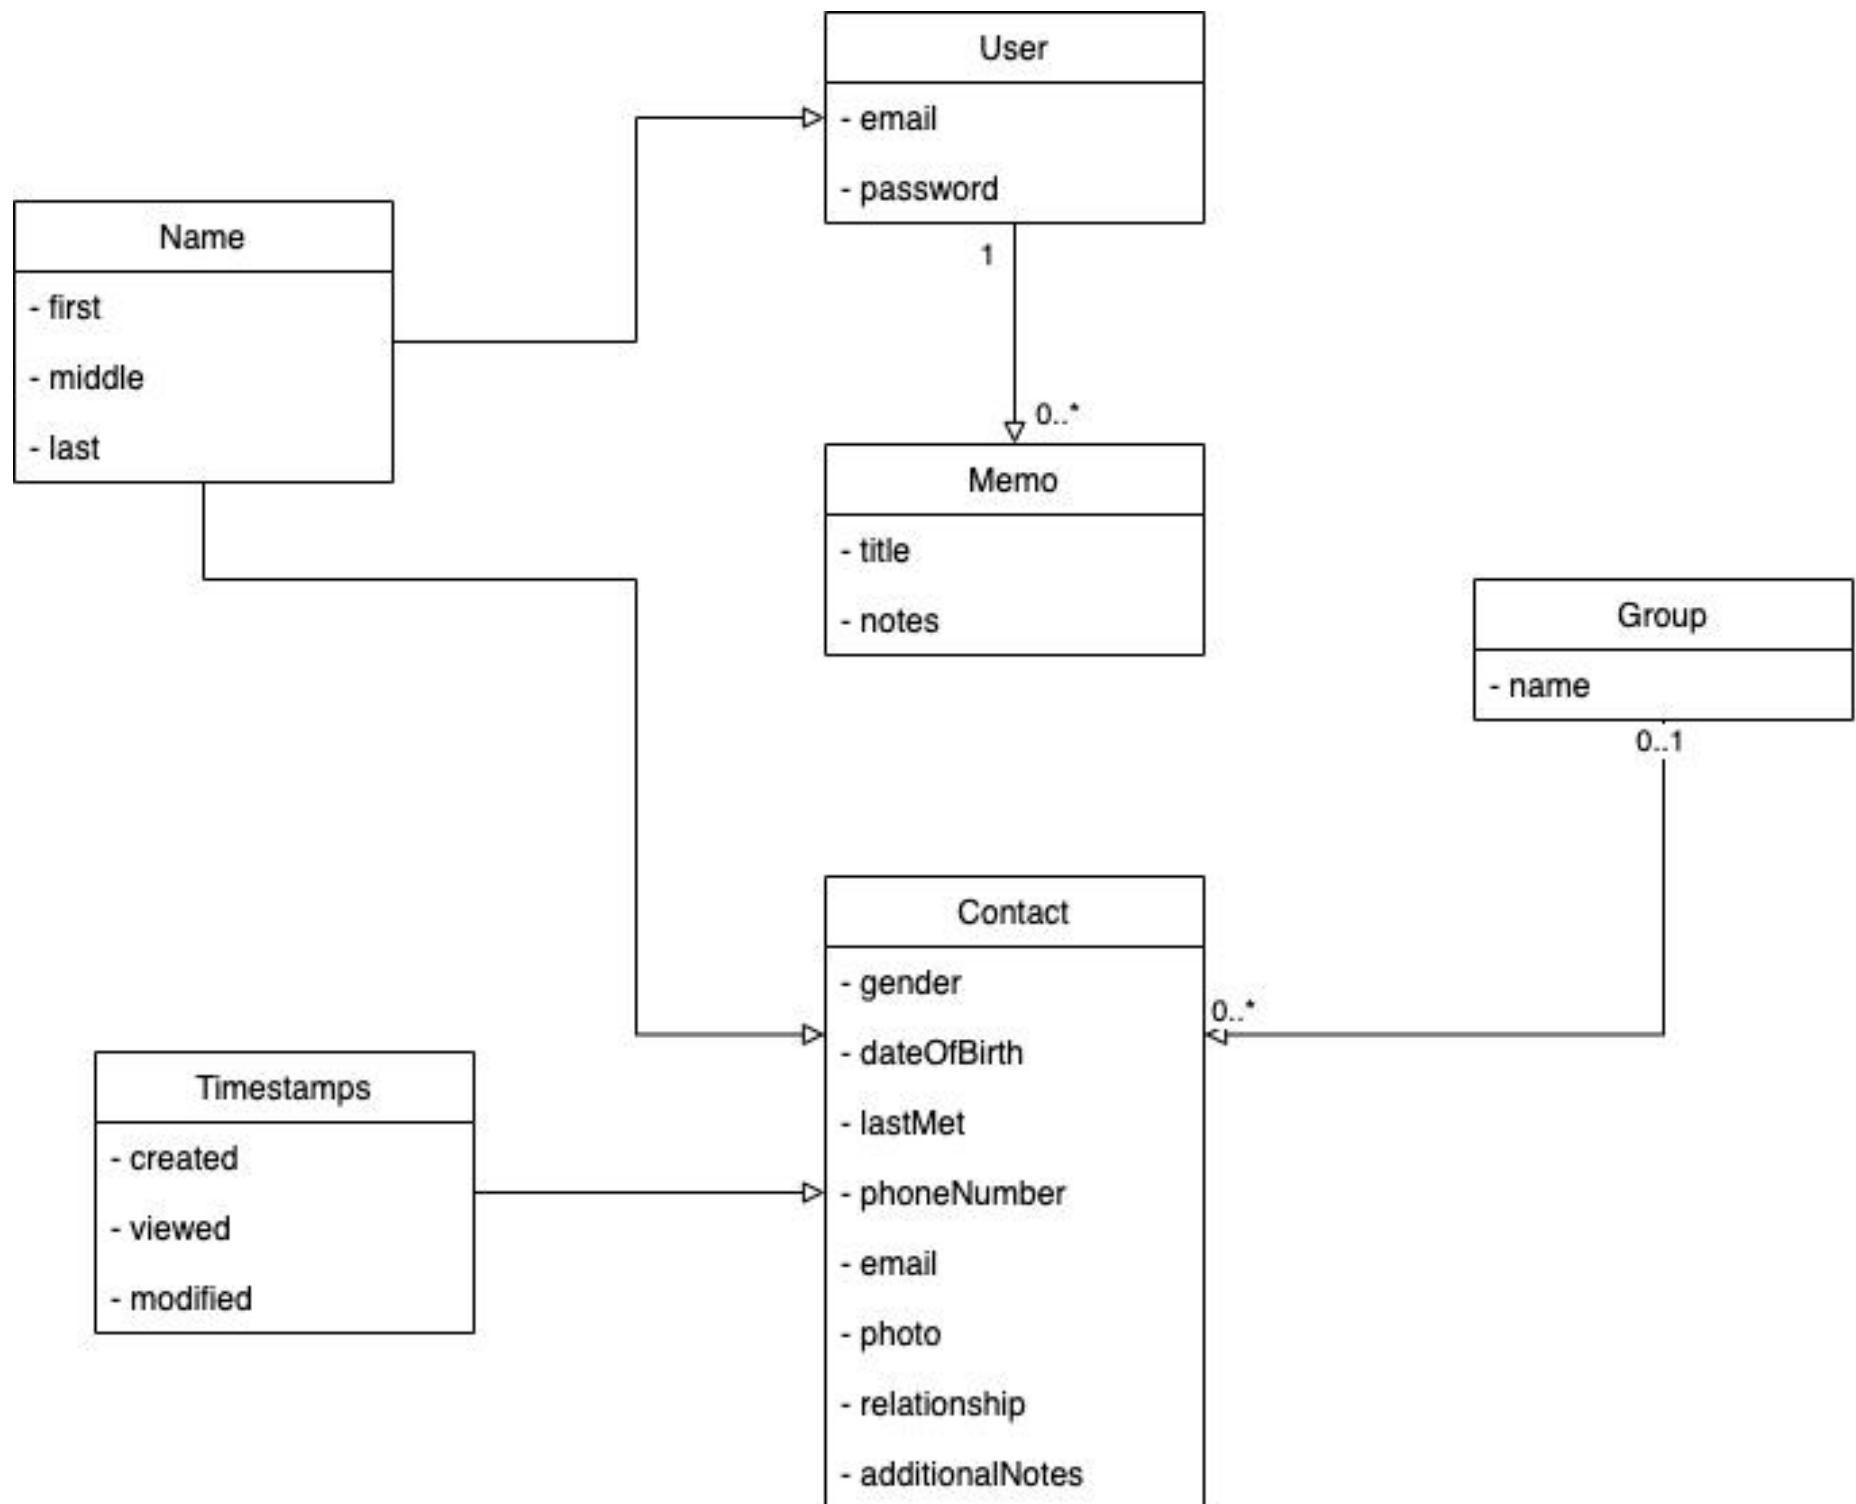 User
- email
- password
1
Name
- first
- middle
- last
0..*
Memo
- title
- notes
Group
- name
0..1
Contact
- gender
- dateOfBirth
- lastMet
- phoneNumber
- email
- photo
- relationship
- additionalNotes
0..*
Timestamps
- created
- viewed
- modified